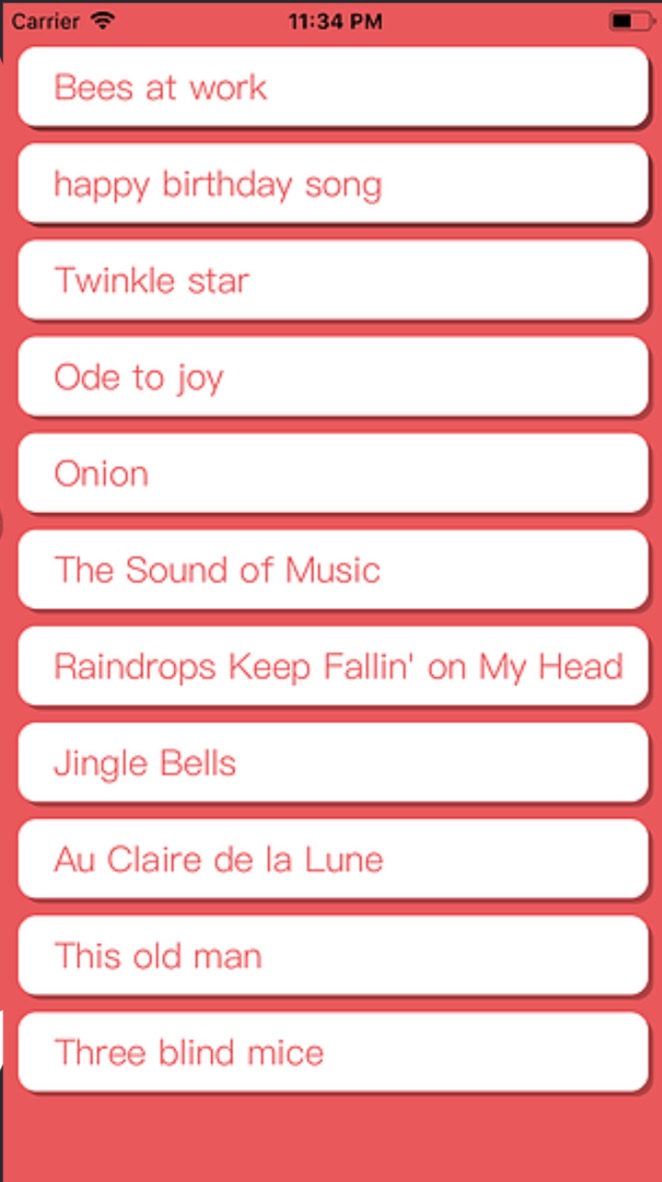 Carrier 11:34 PM
Bees at work
happy birthday song
Twinkle star
Ode to joy
Onion
The Sound of Music
Raindrops Keep Fallin' on My Head
Jingle Bells
Au Claire de la Lune
This old man
Three blind mice